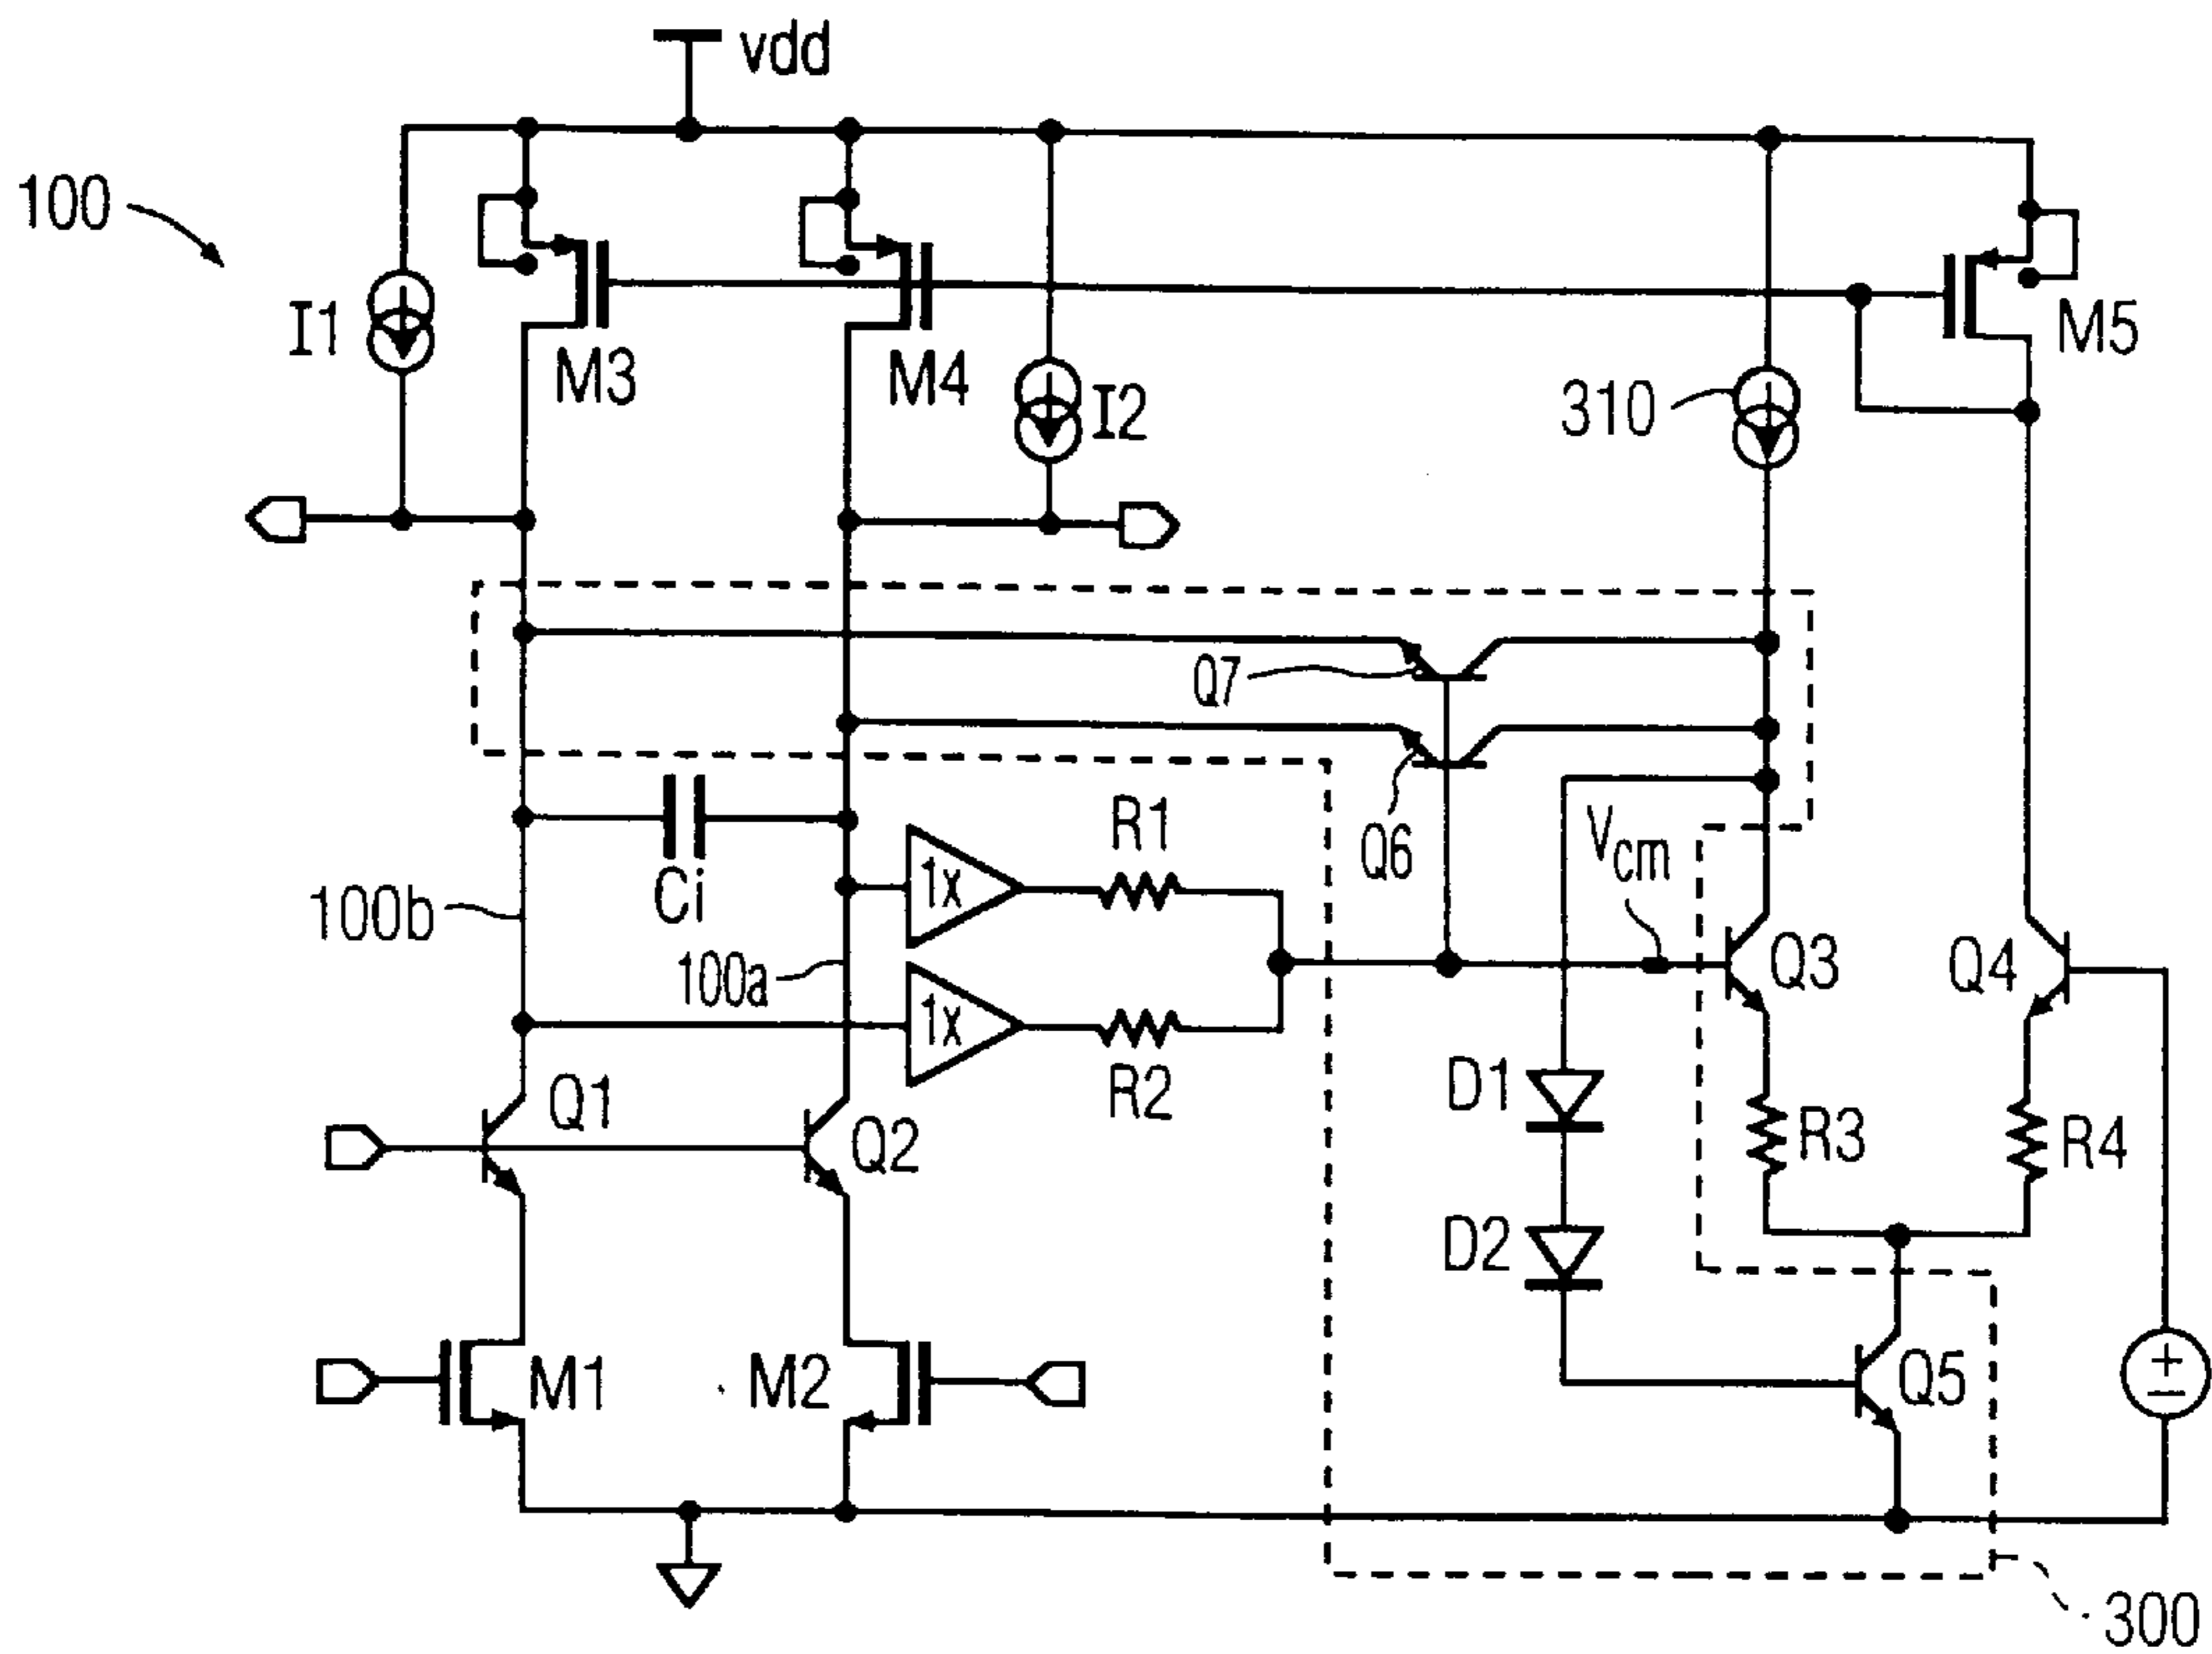 vdd
100
I1
M3
M4
I2
310
M5
Q7
Q6
Vcm
R1
Ci
1x
100b
100a
Q3
Q4
1x
R2
D1
Q1
Q2
R3
R4
D2
M1
M2
Q5
+
−
300